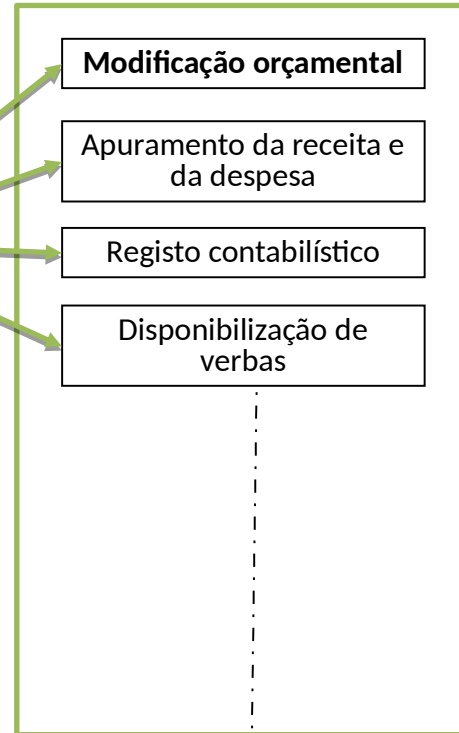 Modificação orçamental
Apuramento da receita e
da despesa
Registo contabilístico
Disponibilização de
verbas